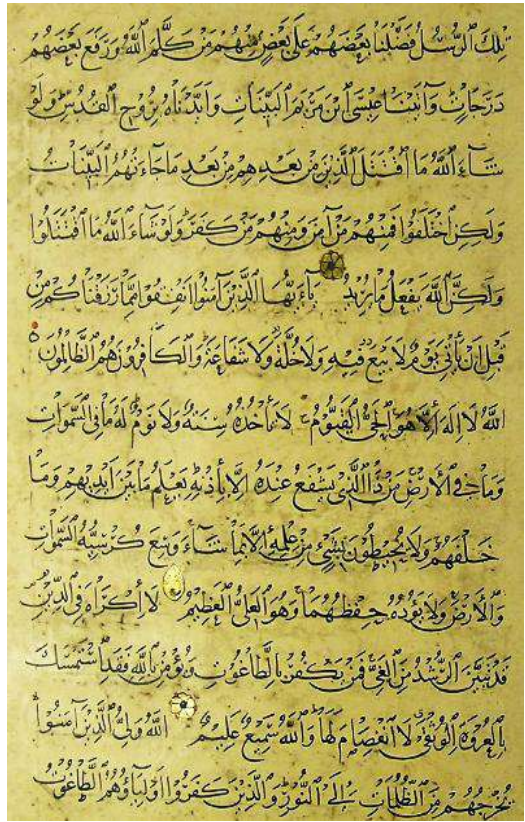 تِلْكَ الرُّسُلُ فَضَّلْنَا بَعْضَهُمْ عَلَى بَعْضٍ مِنْهُمْ مَنْ كَلَّمَ اللَّهُ وَرَفَعَ بَعْضَهُمْ
دَرَجَاتٍ وَآتَيْنَا عِيسَى ابْنَ مَرْيَمَ الْبَيِّنَاتِ وَأَيَّدْنَاهُ بِرُوحِ الْقُدُسِ وَلَوْ
شَاءَ اللَّهُ مَا اقْتَتَلَ الَّذِينَ مِنْ بَعْدِهِمْ مِنْ بَعْدِ مَا جَاءَتْهُمُ الْبَيِّنَاتُ
وَلَكِنِ اخْتَلَفُوا فَمِنْهُمْ مَنْ آمَنَ وَمِنْهُمْ مَنْ كَفَرَ وَلَوْ شَاءَ اللَّهُ مَا اقْتَتَلُوا
وَلَكِنَّ اللَّهَ يَفْعَلُ مَا يُرِيدُ يَاءَيُّهَا الَّذِينَ آمَنُوا أَنْفِقُوا مِمَّا رَزَقْنَاكُمْ مِنْ
قَبْلِ أَنْ يَأْتِيَ يَوْمٌ لَا بَيْعٌ فِيهِ وَلَا خُلَّةٌ وَلَا شَفَاعَةٌ وَالْكَافِرُونَ هُمُ الظَّالِمُونَ
اللَّهُ لَا إِلَهَ إِلَّا هُوَ الْحَيُّ الْقَيُّومُ لَا تَأْخُذُهُ سِنَةٌ وَلَا نَوْمٌ لَهُ مَا فِي السَّمَوَاتِ
وَمَا فِي الْأَرْضِ مَنْ ذَا الَّذِي يَشْفَعُ عِنْدَهُ إِلَّا بِإِذْنِهِ يَعْلَمُ مَا بَيْنَ أَيْدِيهِمْ وَمَا
خَلْفَهُمْ وَلَا يُحِيطُونَ بِشَيْءٍ مِنْ عِلْمِهِ إِلَّا بِمَا شَاءَ وَسِعَ كُرْسِيُّهُ السَّمَوَاتِ
وَالْأَرْضَ وَلَا يَؤُدُهُ حِفْظُهُمَا وَهُوَ الْعَلِيُّ الْعَظِيمُ لَا إِكْرَاهَ فِي الدِّينِ
قَدْ تَبَيَّنَ الرُّشْدُ مِنَ الْغَيِّ فَمَنْ يَكْفُرْ بِالطَّاغُوتِ وَيُؤْمِنْ بِاللَّهِ فَقَدِ اسْتَمْسَكَ
بِالْعُرْوَةِ الْوُثْقَى لَا انْفِصَامَ لَهَا وَاللَّهُ سَمِيعٌ عَلِيمٌ اللَّهُ وَلِيُّ الَّذِينَ آمَنُوا
يُخْرِجُهُمْ مِنَ الظُّلُمَاتِ إِلَى النُّورِ وَالَّذِينَ كَفَرُوا أَوْلِيَاؤُهُمُ الطَّاغُوتُ